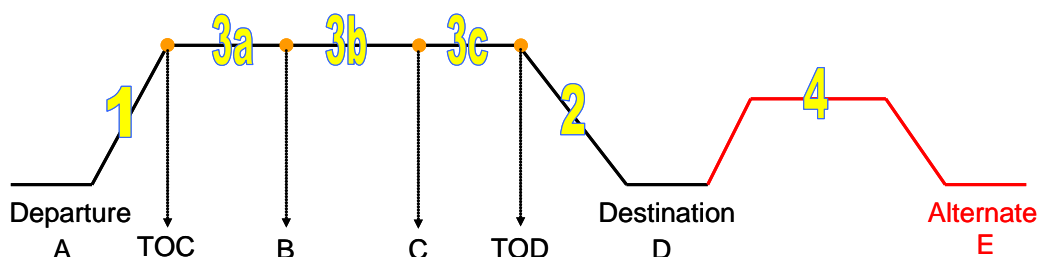 3a 3b 3c
1 2 4
Departure Destination Alternate
A TOC B C TOD D E